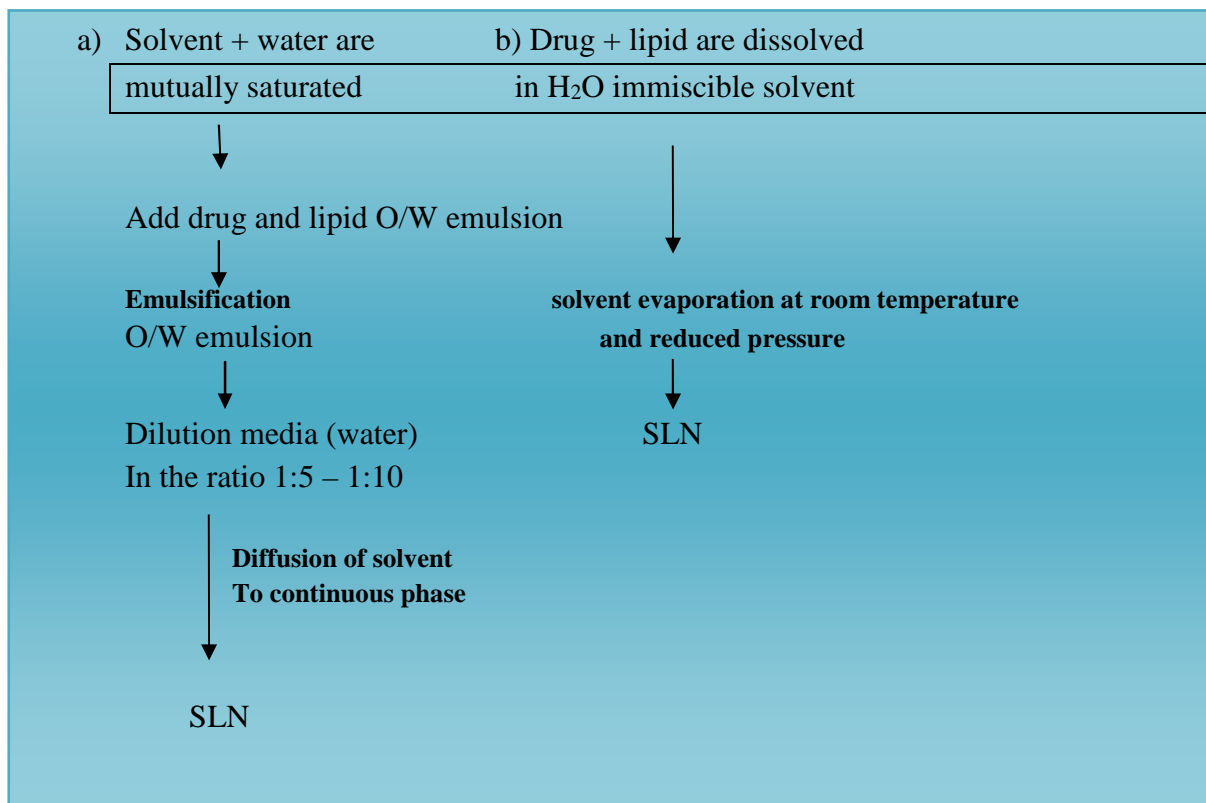 a) Solvent + water are
mutually saturated
Add drug and lipid O/W emulsion
Emulsification
O/W emulsion
Dilution media (water)
In the ratio 1:5 – 1:10
Diffusion of solvent
To continuous phase
SLN
b) Drug + lipid are dissolved
in H₂O immiscible solvent
solvent evaporation at room temperature
and reduced pressure
SLN